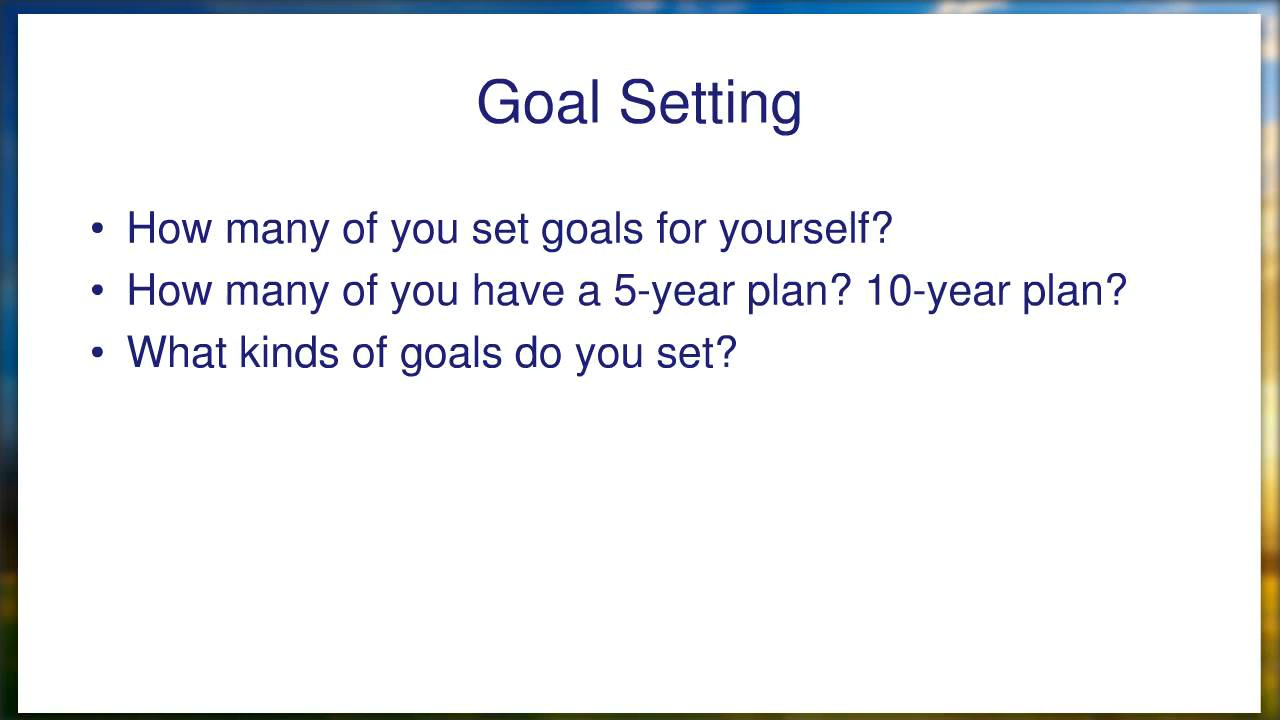 Goal Setting
• How many of you set goals for yourself?
• How many of you have a 5-year plan? 10-year plan?
• What kinds of goals do you set?